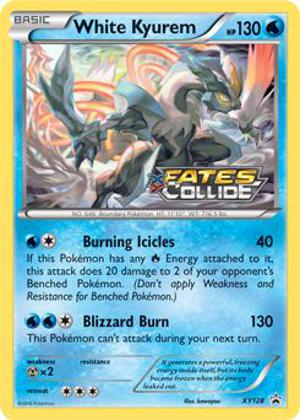 BASIC
White Kyurem HP 130
FATES
COLLIDE
NO. 646 Boundary Pokémon HT: 11'10" WT: 716.5 lbs.
Burning Icicles 40
If this Pokémon has any Energy attached to it,
this attack does 20 damage to 2 of your opponent's
Benched Pokémon. (Don't apply Weakness
and Resistance for Benched Pokémon.)
Blizzard Burn 130
This Pokémon can't attack during your next turn.
weakness resistance
×2
retreat
It generates a powerful, freezing
energy inside itself, but its body
became frozen when the
energy leaked out.
Illus. kawayoo
©2016 Pokémon
XY128